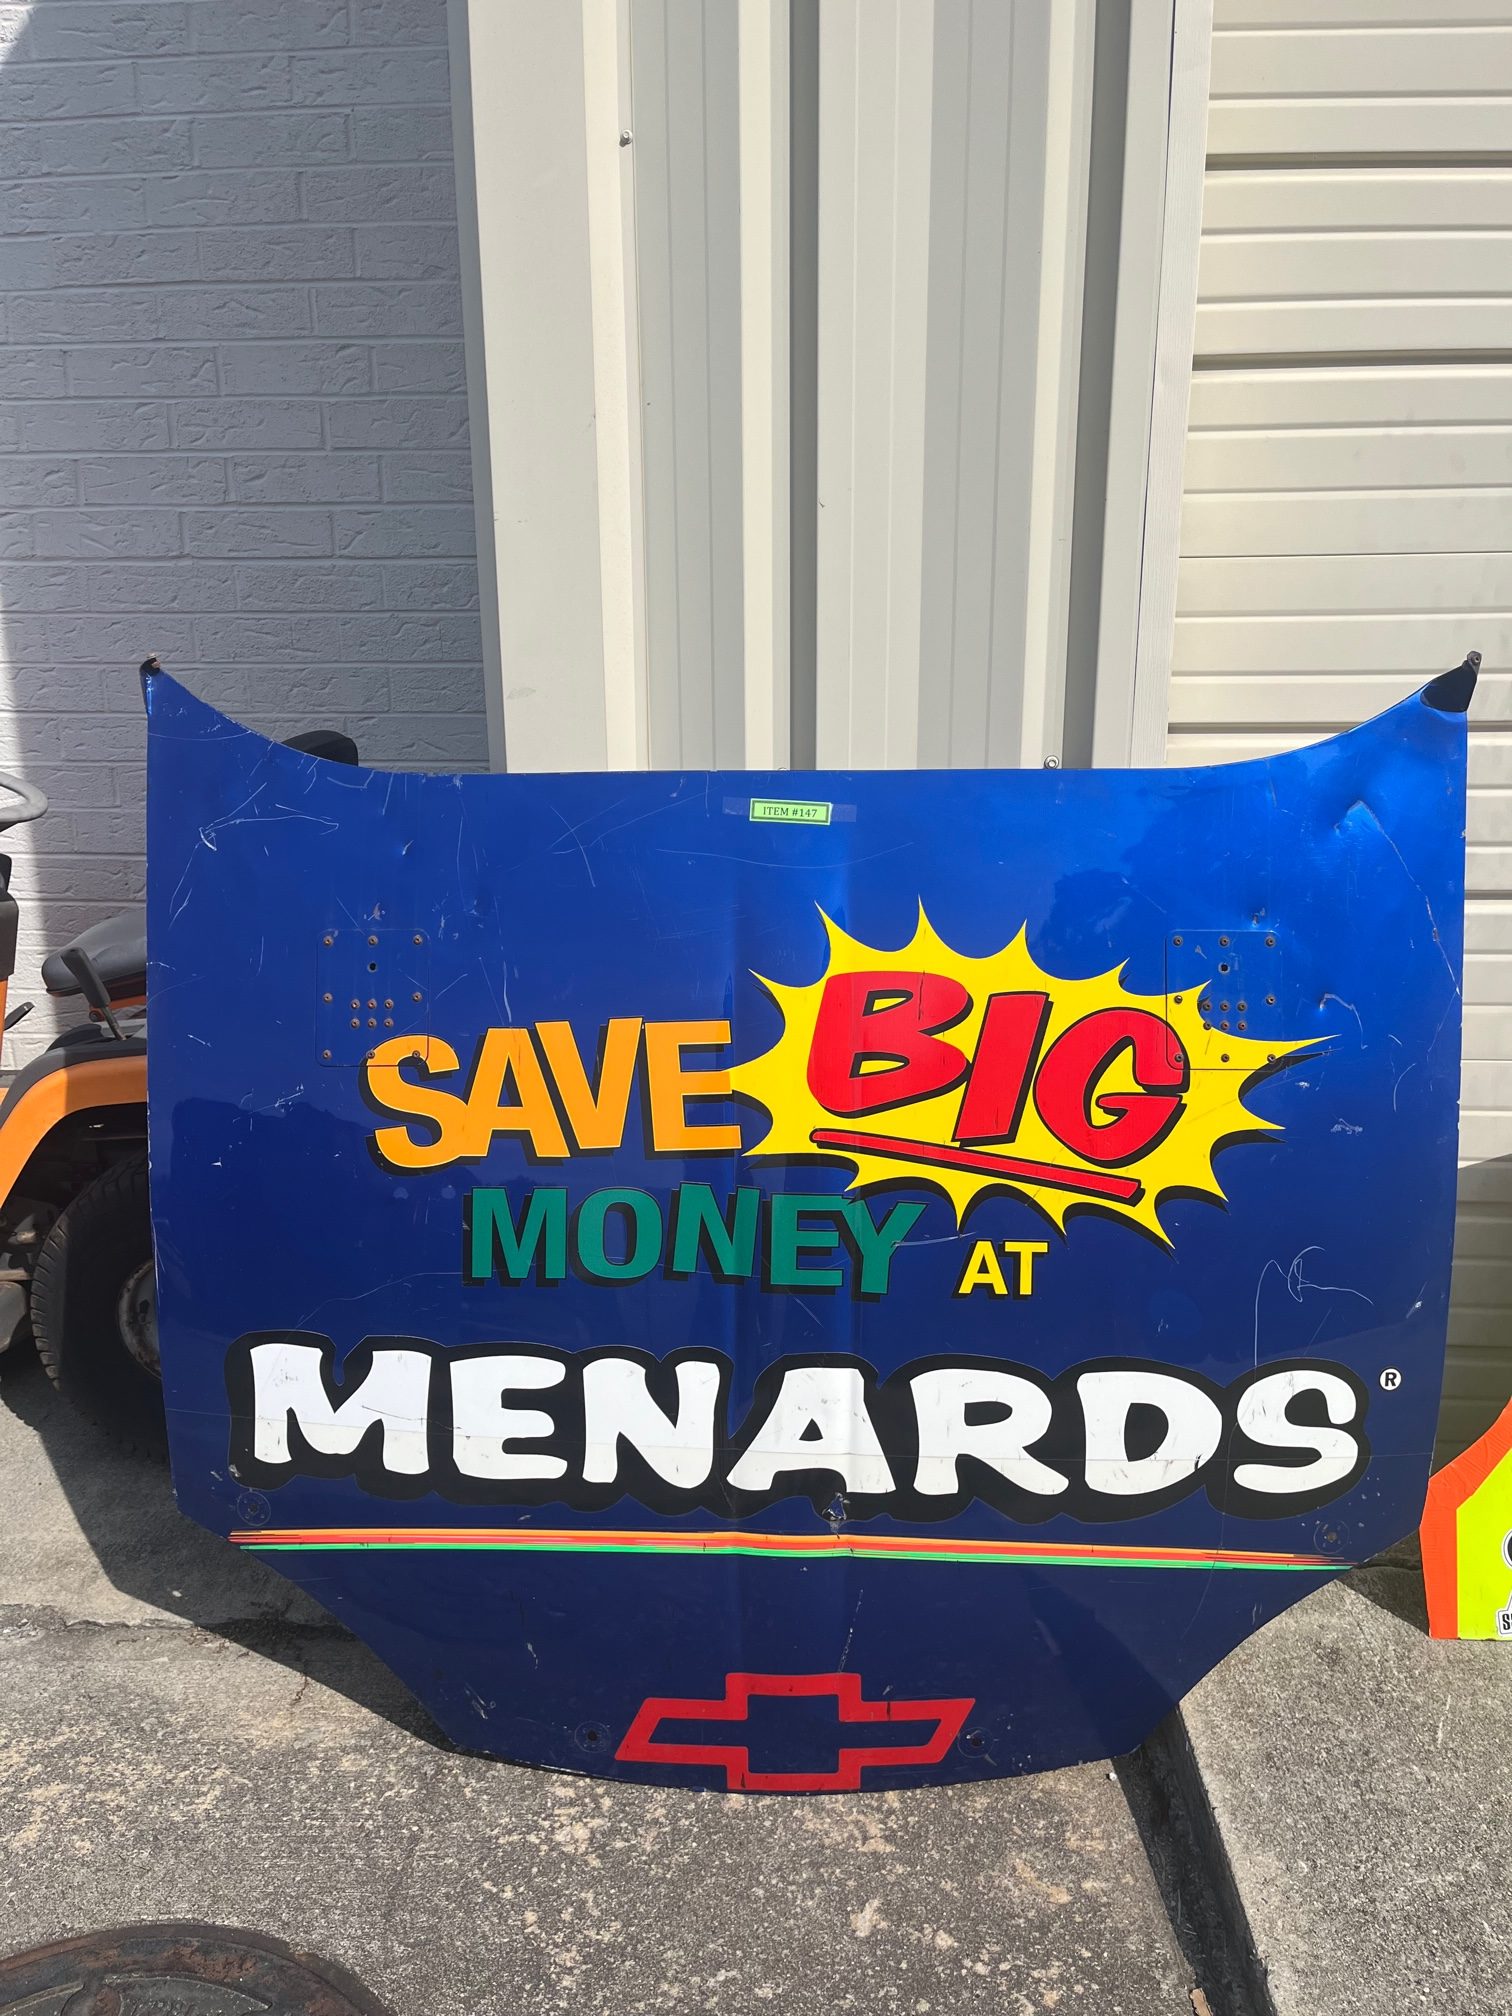 ITEM #147
SAVE BIG
MONEY AT
MENARDS®